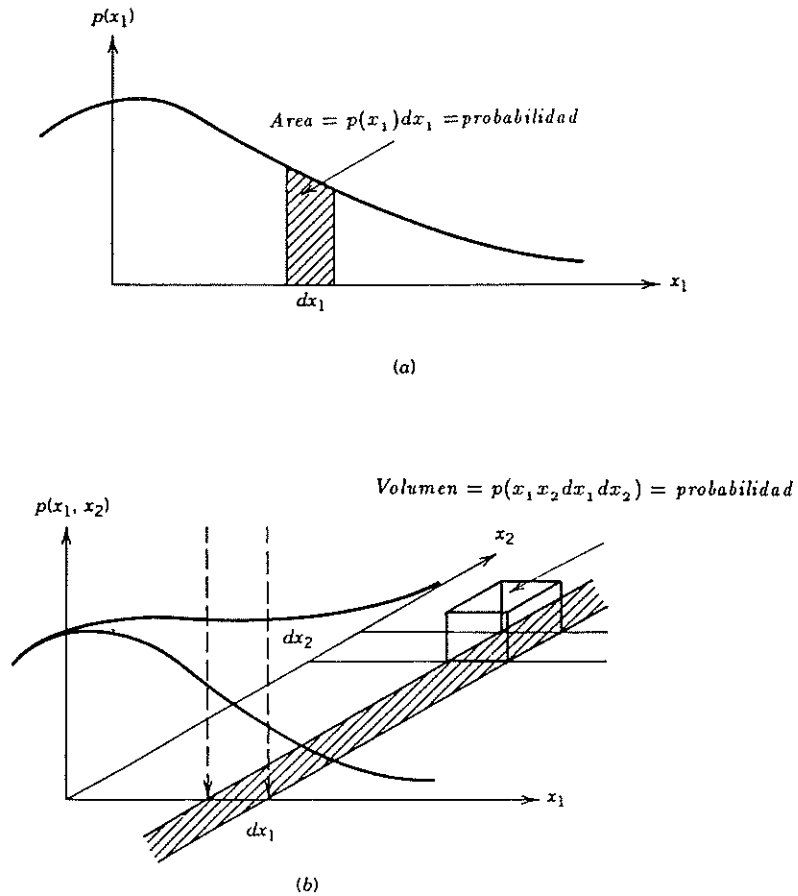 p(x₁)
Area = p(x₁)dx₁ = probabilidad
x₁
dx₁
(a)
Volumen = p(x₁x₂dx₁dx₂) = probabilidad
p(x₁, x₂)
x₂
dx₂
x₁
dx₁
(b)